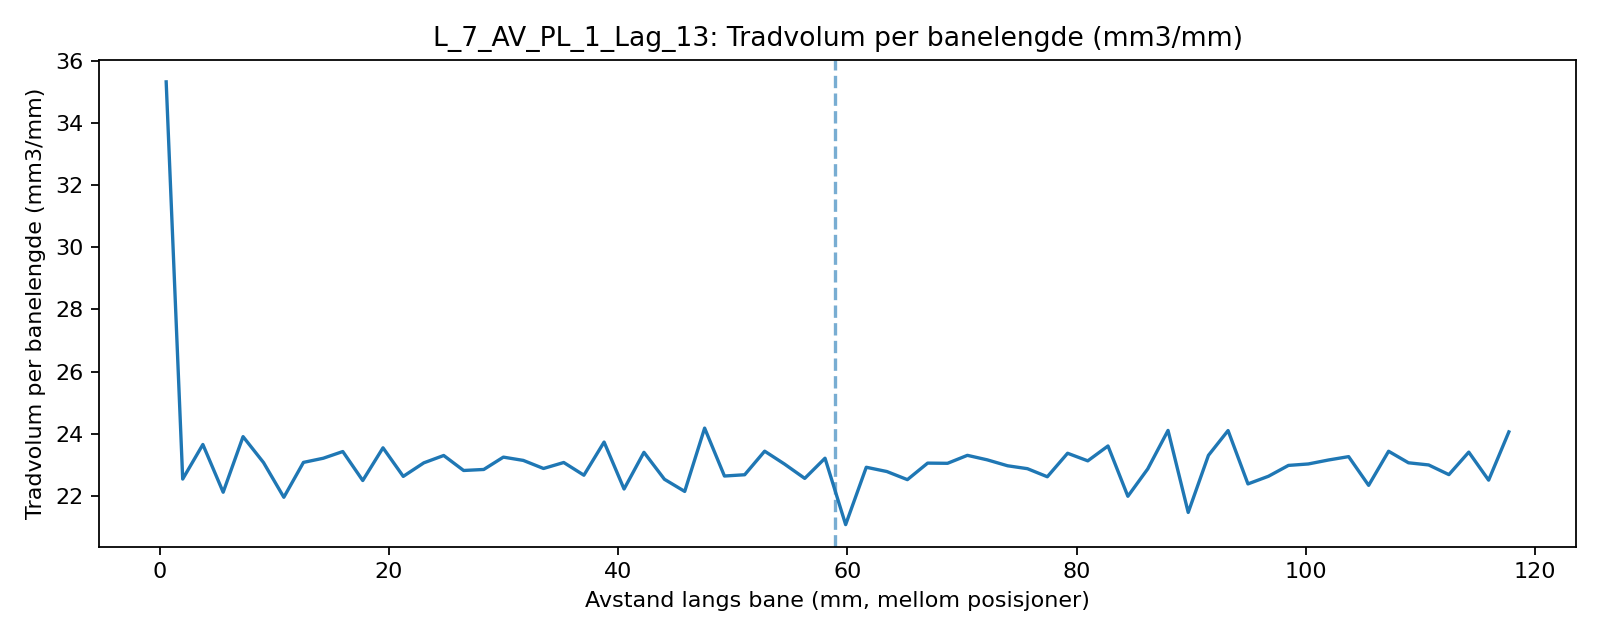 L_7_AV_PL_1_Lag_13: Tradvolum per banelengde (mm3/mm)
Tradvolum per banelengde (mm3/mm)
36
34
32
30
28
26
24
22
0 20 40 60 80 100 120
Avstand langs bane (mm, mellom posisjoner)